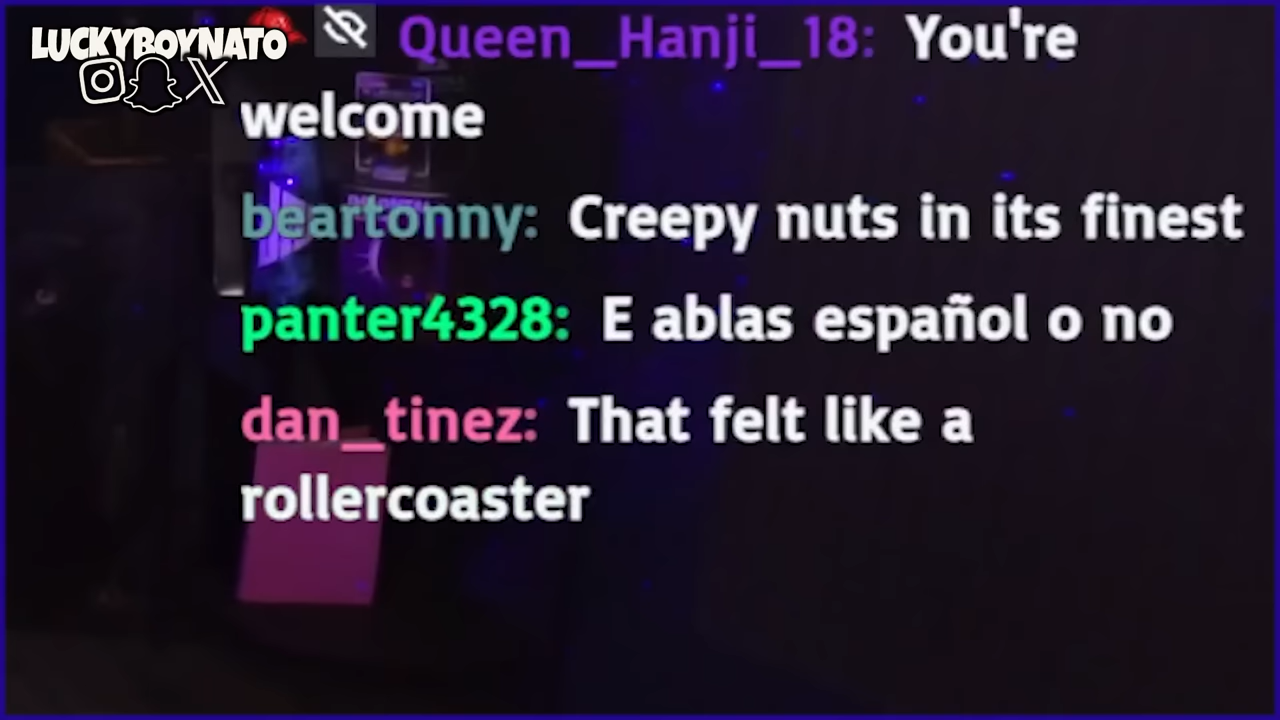 LUCKYBOYNATO
Queen_Hanji_18: You're
welcome
beartonny: Creepy nuts in its finest
panter4328: E ablas español o no
dan_tinez: That felt like a
rollercoaster